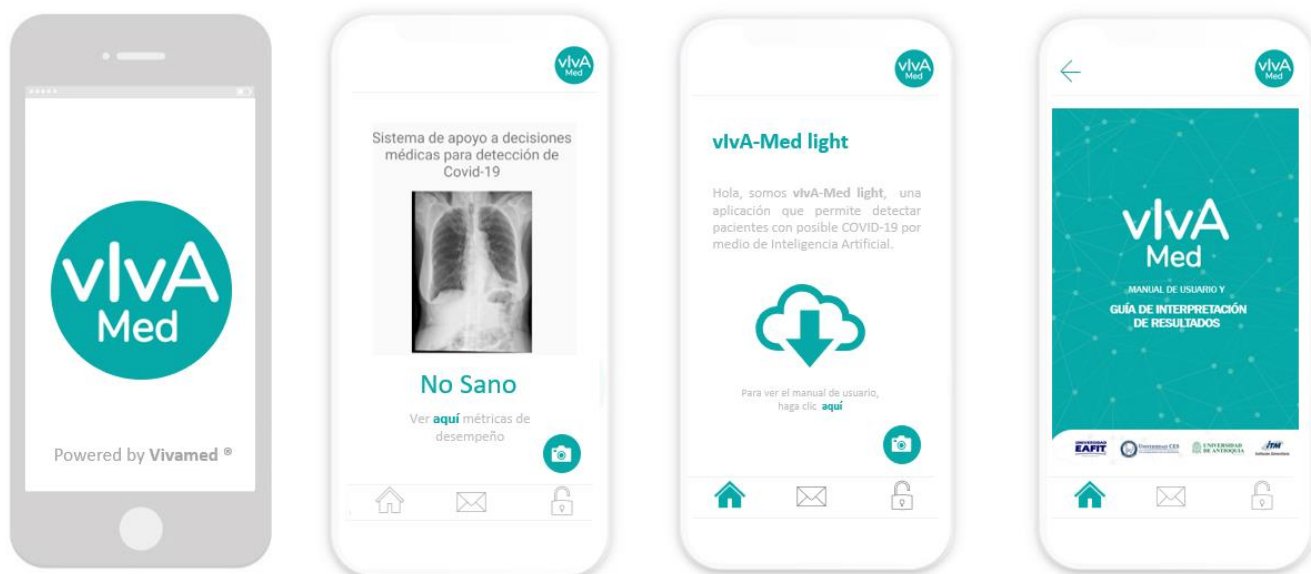 vIvA
Med
Powered by Vivamed ®
vIvA
Med
Sistema de apoyo a decisiones
médicas para detección de
Covid-19
No Sano
Ver aquí métricas de
desempeño
vIvA
Med
vIvA-Med light
Hola, somos vIvA-Med light, una
aplicación que permite detectar
pacientes con posible COVID-19 por
medio de Inteligencia Artificial.
Para ver el manual de usuario,
haga clic aquí
vIvA
Med
vIvA
Med
MANUAL DE USUARIO Y
GUÍA DE INTERPRETACIÓN
DE RESULTADOS
UNIVERSIDAD
EAFIT
UNIVERSIDAD CES
UNIVERSIDAD
DE ANTIOQUIA
ITM